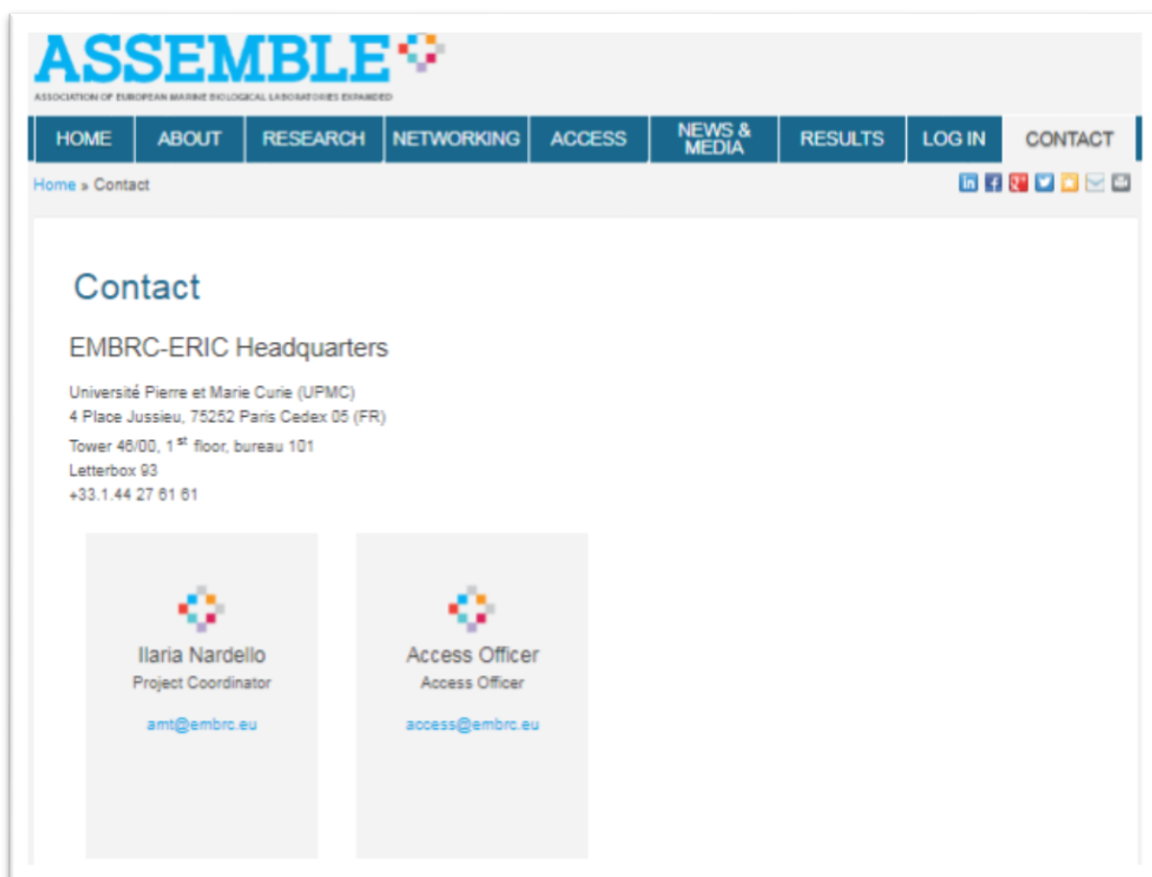 ASSEMBLE
ASSOCIATION OF EUROPEAN MARINE BIOLOGICAL LABORATORIES EXPANDED
HOME ABOUT RESEARCH NETWORKING ACCESS NEWS & MEDIA RESULTS LOG IN CONTACT
Home » Contact
Contact
EMBRC-ERIC Headquarters
Université Pierre et Marie Curie (UPMC)
4 Place Jussieu, 75252 Paris Cedex 05 (FR)
Tower 46/00, 1st floor, bureau 101
Letterbox 93
+33.1.44 27 61 61
Ilaria Nardello
Project Coordinator
amt@embrc.eu
Access Officer
Access Officer
access@embrc.eu